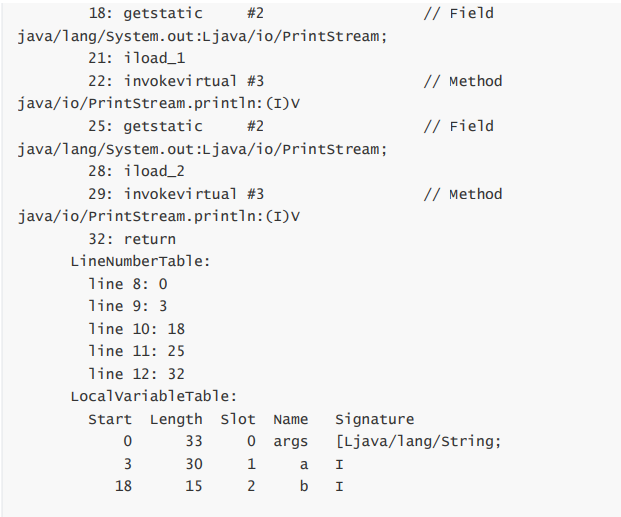 18: getstatic     #2                  // Field
java/lang/System.out:Ljava/io/PrintStream;
21: iload_1
22: invokevirtual #3                  // Method
java/io/PrintStream.println:(I)V
25: getstatic     #2                  // Field
java/lang/System.out:Ljava/io/PrintStream;
28: iload_2
29: invokevirtual #3                  // Method
java/io/PrintStream.println:(I)V
32: return
LineNumberTable:
line 8: 0
line 9: 3
line 10: 18
line 11: 25
line 12: 32
LocalVariableTable:
Start  Length  Slot  Name   Signature
0      33     0  args   [Ljava/lang/String;
3      30     1     a   I
18      15     2     b   I